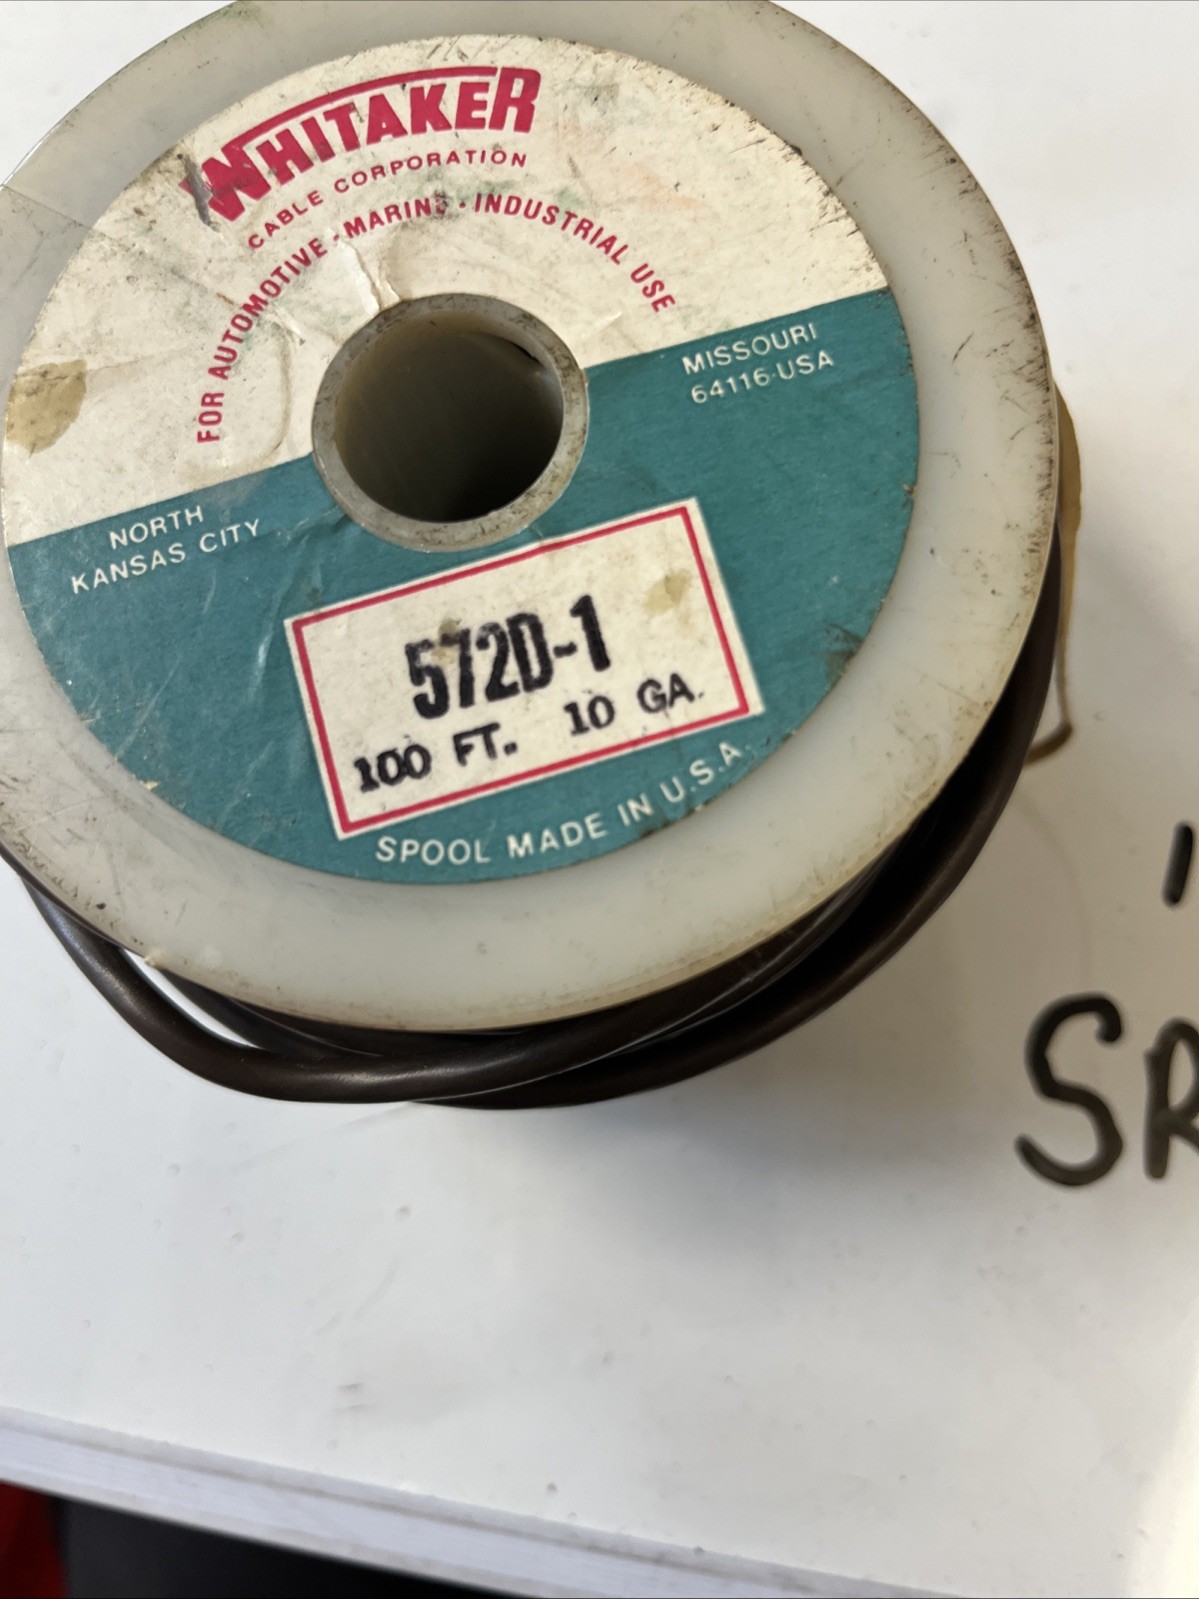 WHITAKER
CABLE CORPORATION
FOR AUTOMOTIVE · MARINE · INDUSTRIAL USE
MISSOURI
64116·USA
NORTH
KANSAS CITY
572D-1
100 FT. 10 GA.
SPOOL MADE IN U.S.A.
SR